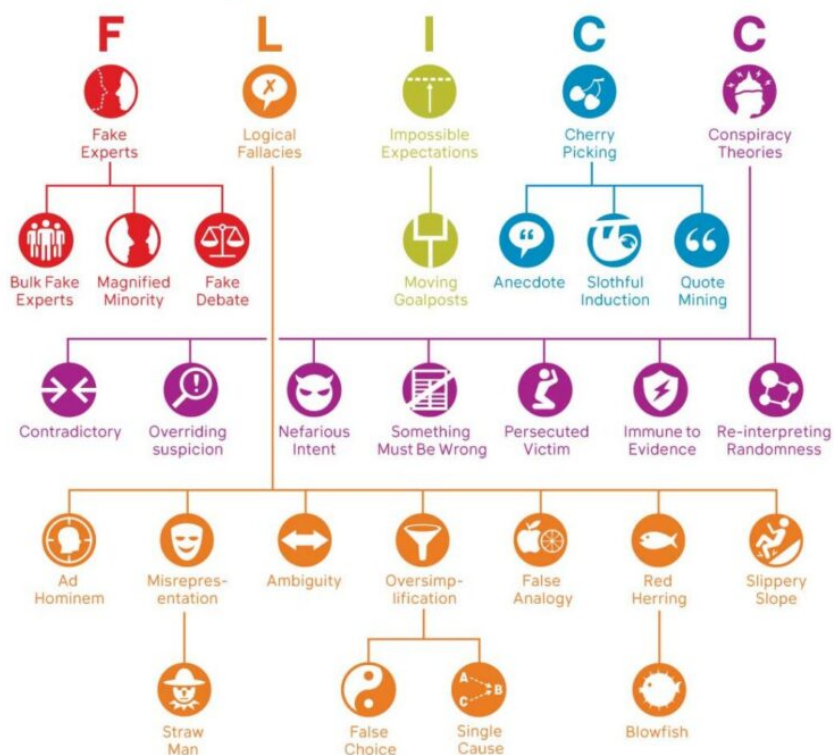 F L I C C
Fake
Experts
Logical
Fallacies
Impossible
Expectations
Cherry
Picking
Conspiracy
Theories
Bulk Fake
Experts
Magnified
Minority
Fake
Debate
Moving
Goalposts
Anecdote
Slothful
Induction
Quote
Mining
Contradictory
Overriding
suspicion
Nefarious
Intent
Something
Must Be Wrong
Persecuted
Victim
Immune to
Evidence
Re-interpreting
Randomness
Ad
Hominem
Misrepres-
entation
Ambiguity
Oversimp-
lification
False
Analogy
Red
Herring
Slippery
Slope
Straw
Man
False
Choice
A
B
C
Single
Cause
Blowfish